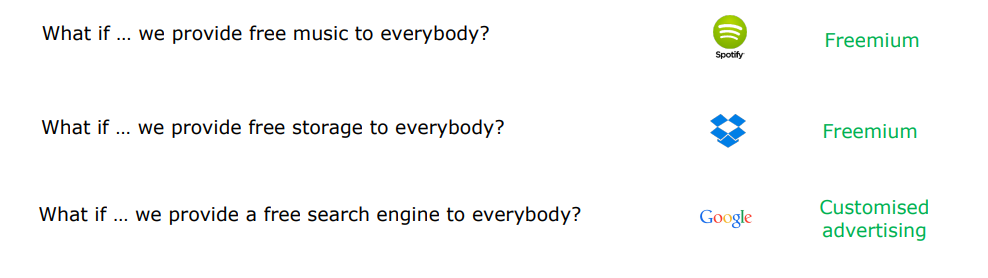 What if … we provide free music to everybody?
Spotify
Freemium
What if … we provide free storage to everybody?
Freemium
What if … we provide a free search engine to everybody?
Google
Customised
advertising